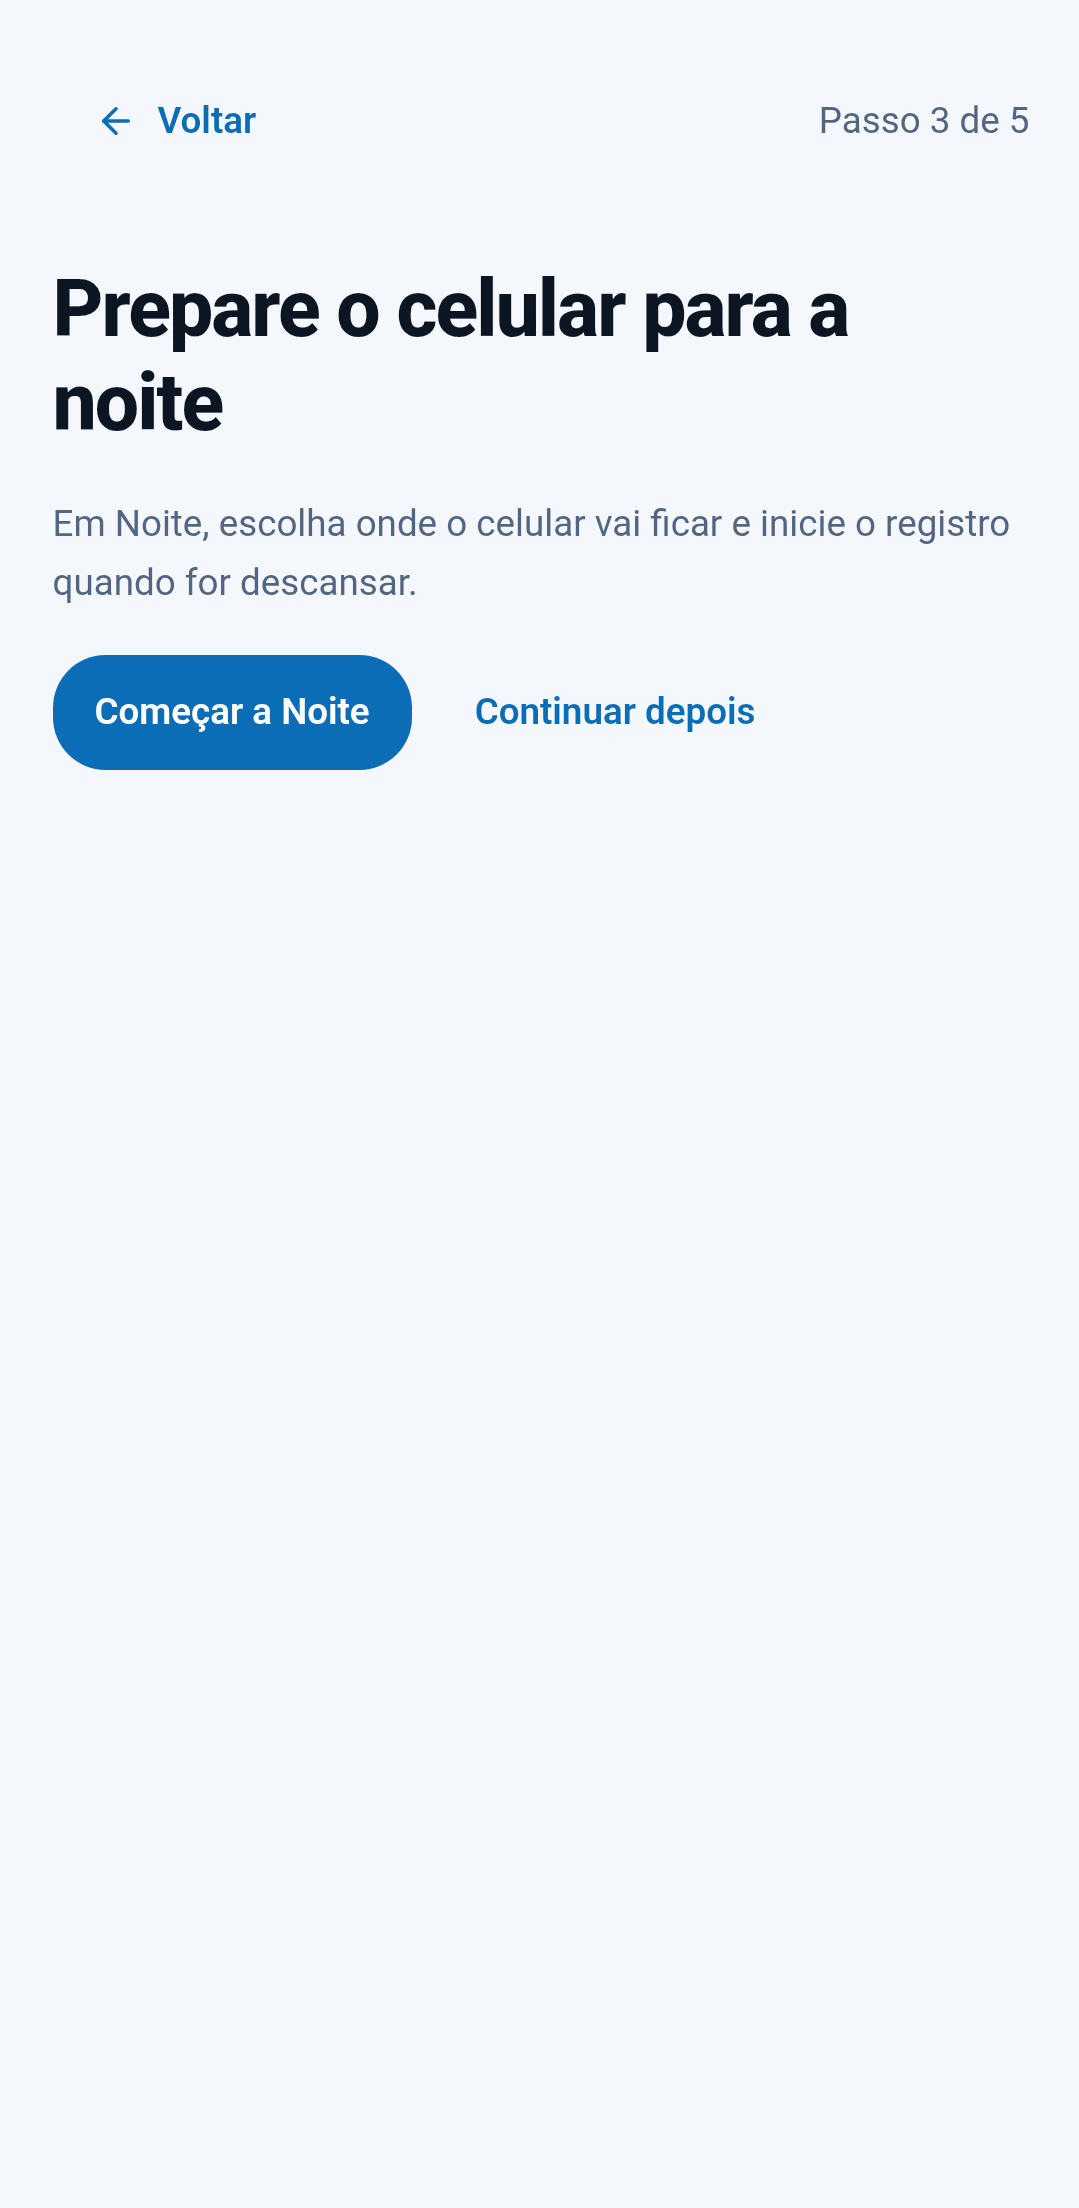 Voltar
Passo 3 de 5
Prepare o celular para a
noite
Em Noite, escolha onde o celular vai ficar e inicie o registro
quando for descansar.
Começar a Noite
Continuar depois